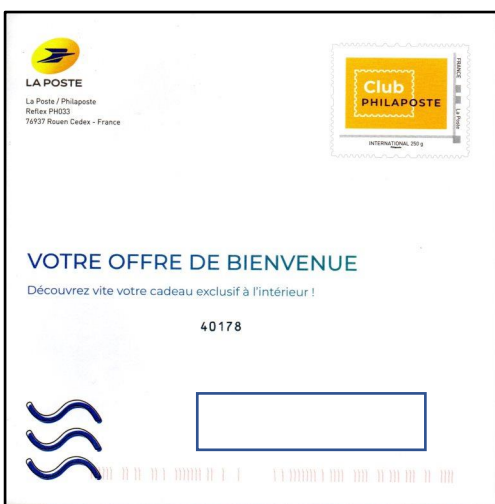 LA POSTE
La Poste / Philaposte
Reflex PH033
76937 Rouen Cedex - France
Club
PHILAPOSTE
FRANCE
La Poste
INTERNATIONAL 250 g
VOTRE OFFRE DE BIENVENUE
Découvrez vite votre cadeau exclusif à l'intérieur !
40178